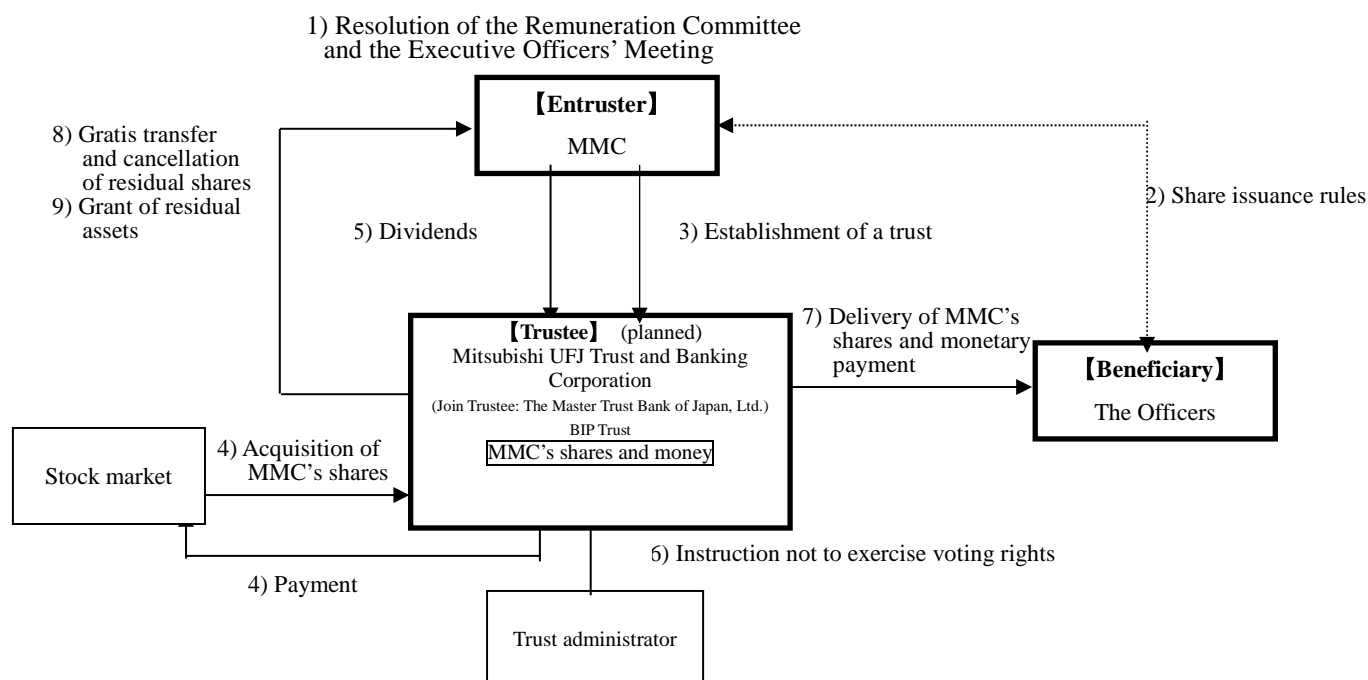 1) Resolution of the Remuneration Committee
and the Executive Officers’ Meeting
【Entruster】
MMC
8) Gratis transfer
and cancellation
of residual shares
9) Grant of residual
assets
2) Share issuance rules
5) Dividends
3) Establishment of a trust
【Trustee】 (planned)
Mitsubishi UFJ Trust and Banking
Corporation
(Join Trustee: The Master Trust Bank of Japan, Ltd.)
BIP Trust
MMC’s shares and money
7) Delivery of MMC’s
shares and monetary
payment
【Beneficiary】
The Officers
Stock market
4) Acquisition of
MMC’s shares
4) Payment
6) Instruction not to exercise voting rights
Trust administrator